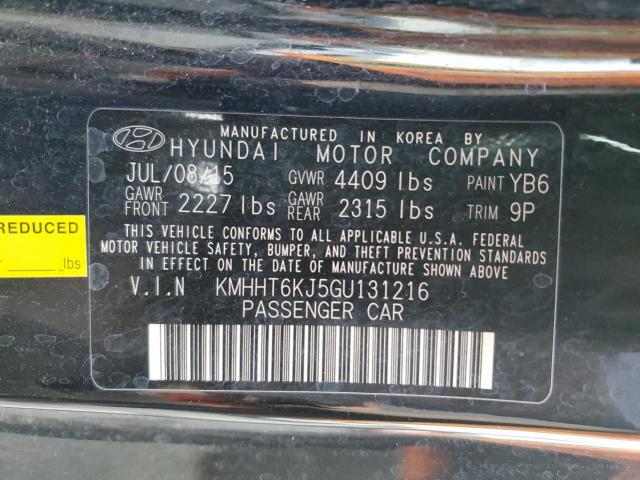 MANUFACTURED IN KOREA BY
HYUNDAI MOTOR COMPANY
JUL/08/15 GVWR 4409 lbs PAINT YB6
GAWR FRONT 2227 lbs GAWR REAR 2315 lbs TRIM 9P
THIS VEHICLE CONFORMS TO ALL APPLICABLE U.S.A. FEDERAL
MOTOR VEHICLE SAFETY, BUMPER, AND THEFT PREVENTION STANDARDS
IN EFFECT ON THE DATE OF MANUFACTURE SHOWN ABOVE
V.I.N KMHHT6KJ5GU131216
PASSENGER CAR
REDUCED
lbs